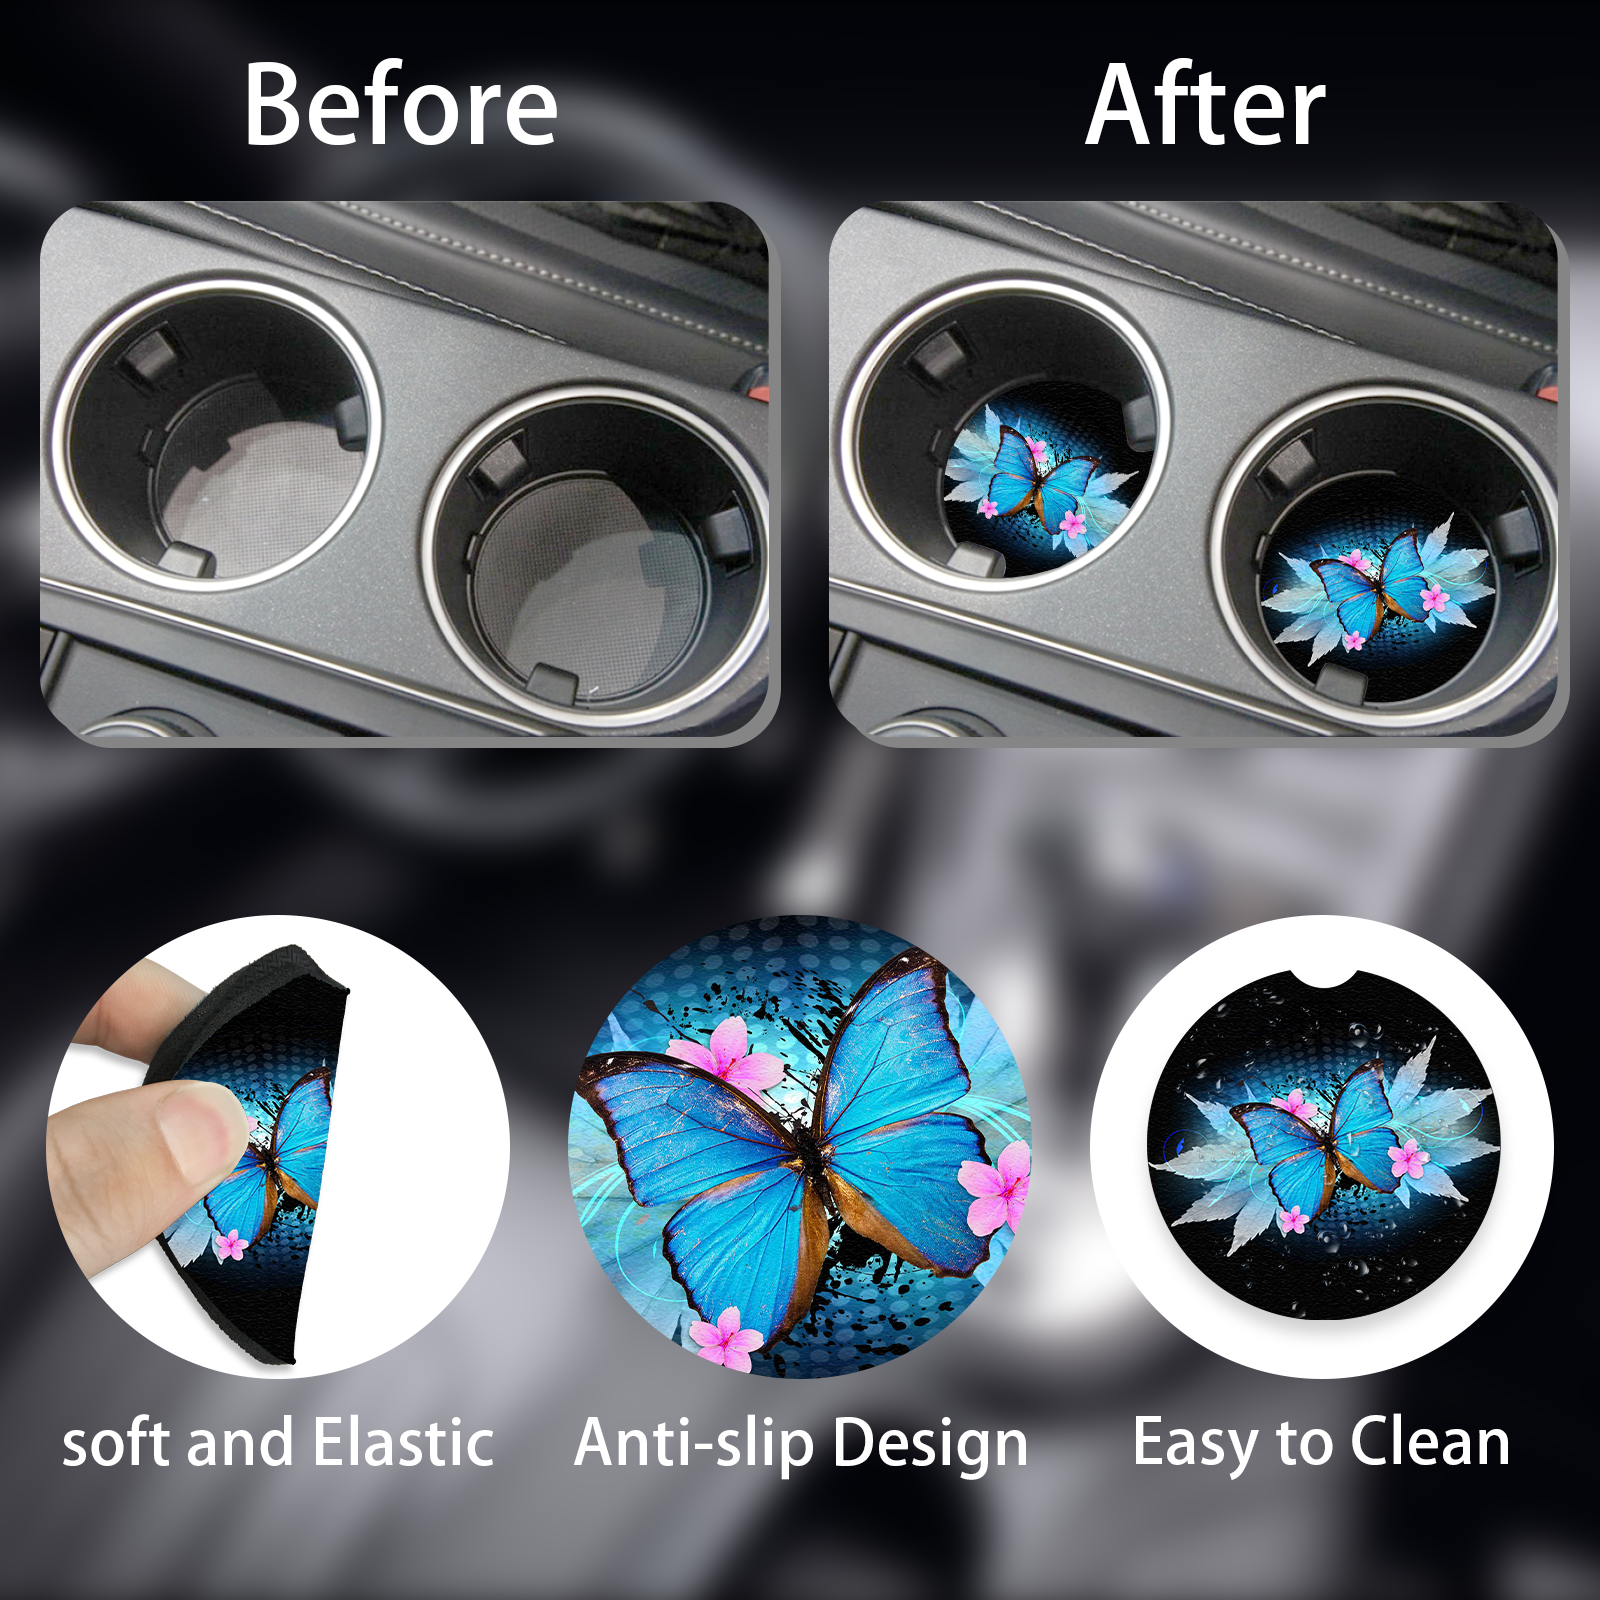 Before
After
soft and Elastic
Anti-slip Design
Easy to Clean